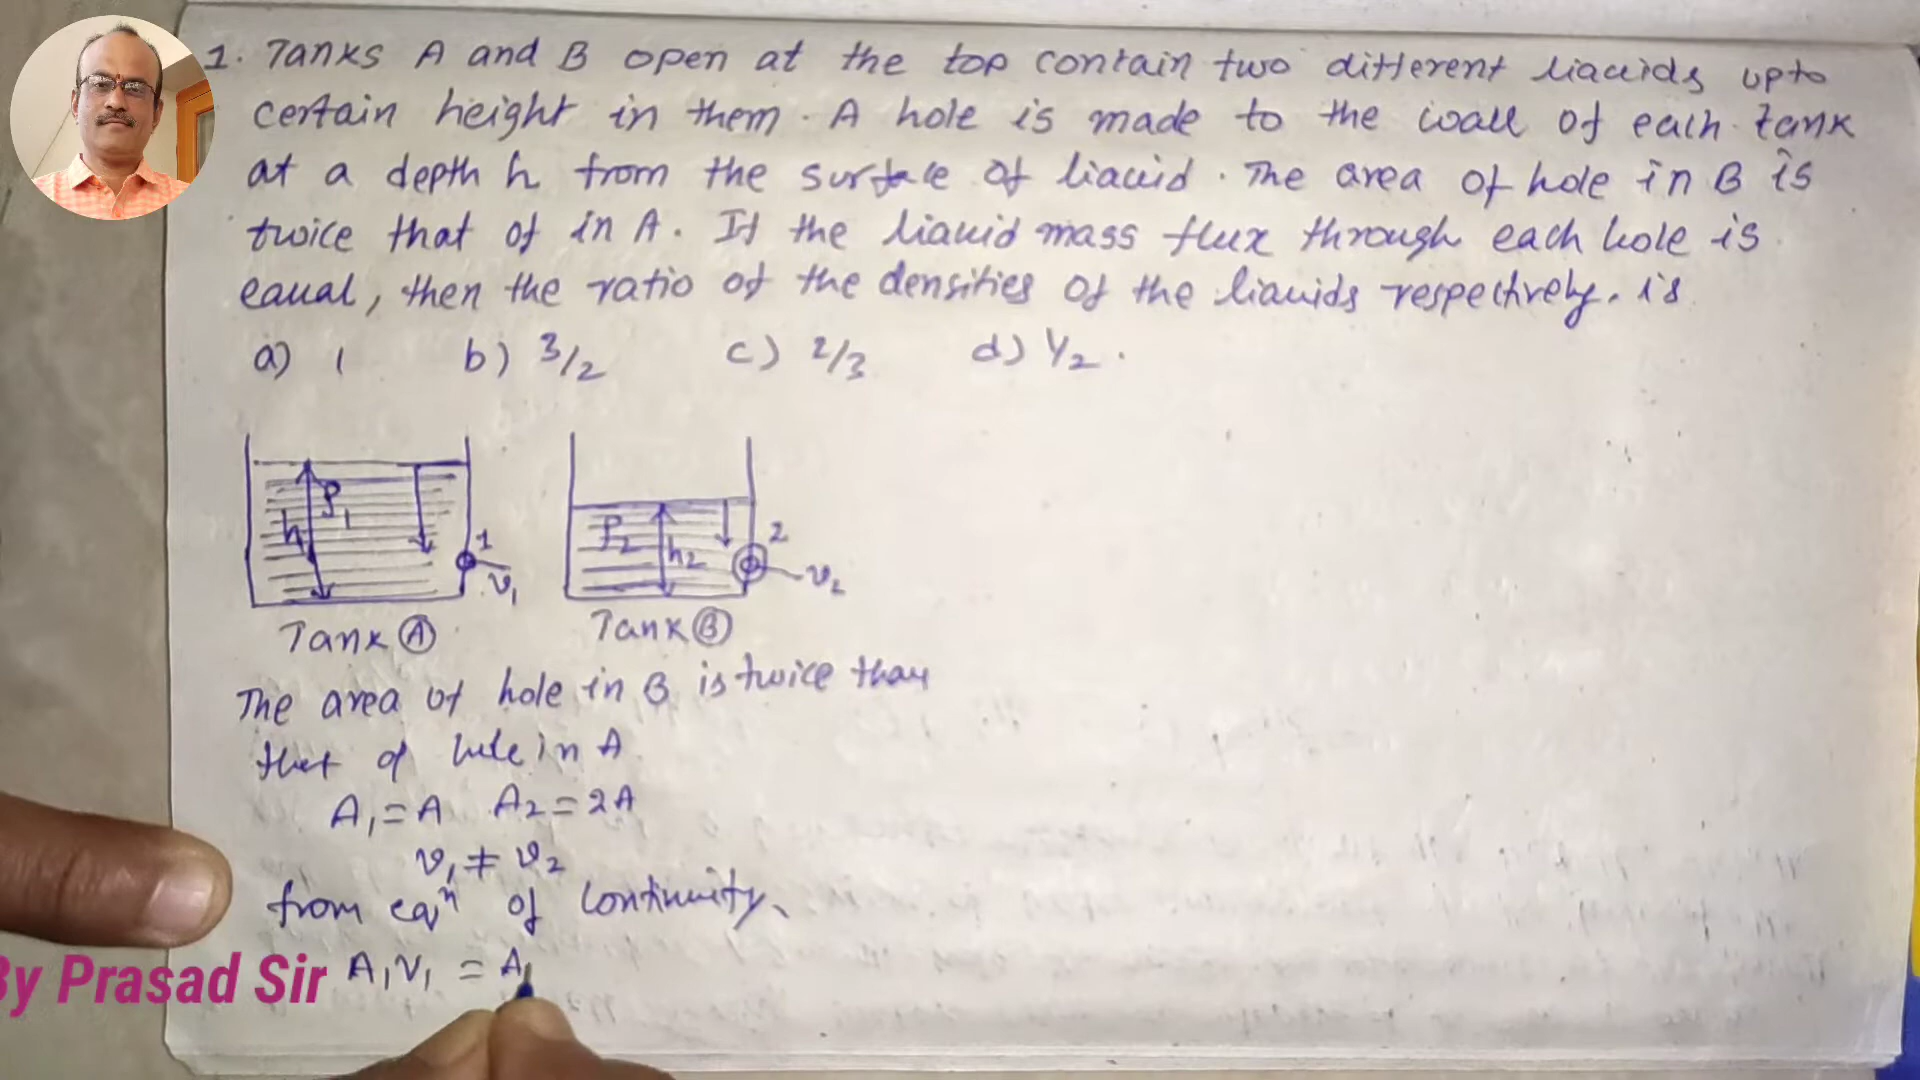 1. Tanks A and B open at the top contain two different liquids upto
certain height in them. A hole is made to the wall of each tank
at a depth h from the surface of liquid. The area of hole in B is
twice that of in A. If the liquid mass flux through each hole is
equal, then the ratio of the densities of the liquids respectively. is
a) 1 b) 3/2 c) 2/3 d) 1/2.
ρ₁ h 1 v₁
ρ₂ h₂ 2 v₂
Tank Ⓐ Tank Ⓑ
The area of hole in B is twice than
that of hole in A
A₁ = A A₂ = 2A
v₁ ≠ v₂
from eqⁿ of continuity,
A₁v₁ = A
By Prasad Sir